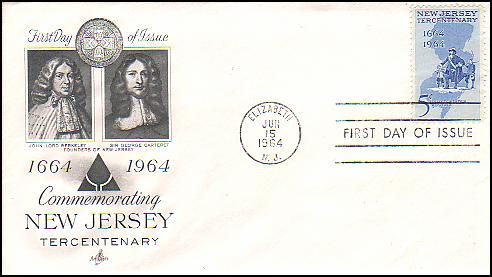 First Day of Issue
JOHN LORD BERKELEY SIR GEORGE CARTERET
FOUNDERS OF NEW JERSEY
1664 1964
Commemorating
NEW JERSEY
TERCENTENARY
ELIZABETH
JUN
15
1964
N. J.
NEW JERSEY
TERCENTENARY
1664
1964
5¢
FIRST DAY OF ISSUE